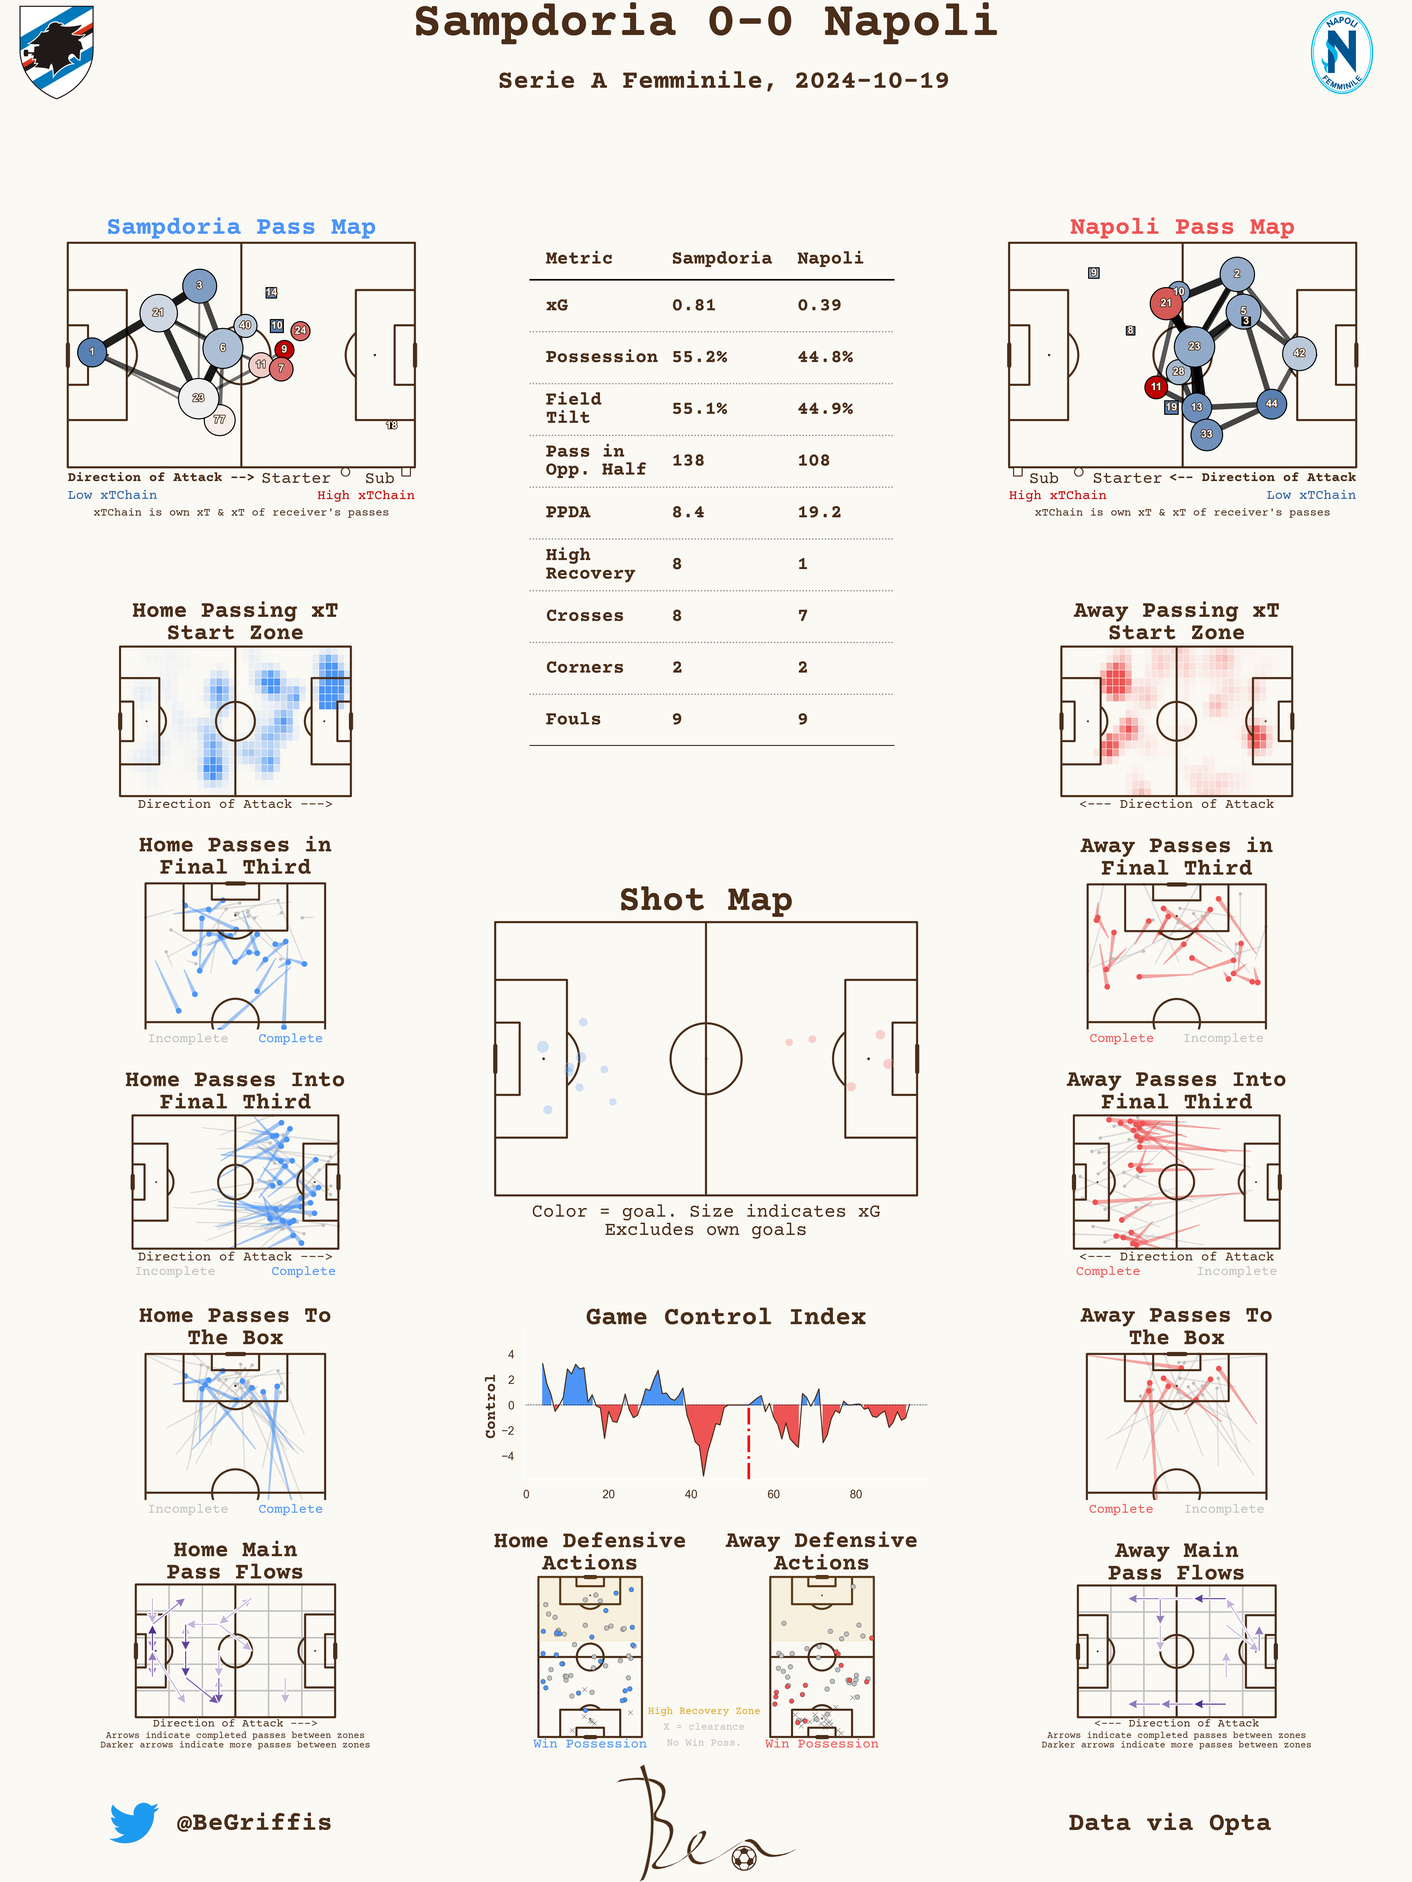 Sampdoria 0-0 Napoli
Serie A Femminile, 2024-10-19
NAPOLI
N
FEMMINILE
Sampdoria Pass Map
3
14
21
40
10
24
1
6
9
11
7
23
77
18
Direction of Attack --> Starter Sub
Low xTChain High xTChain
xTChain is own xT & xT of receiver's passes
Metric Sampdoria Napoli
xG 0.81 0.39
Possession 55.2% 44.8%
Field
Tilt 55.1% 44.9%
Pass in
Opp. Half 138 108
PPDA 8.4 19.2
High
Recovery 8 1
Crosses 8 7
Corners 2 2
Fouls 9 9
Napoli Pass Map
9
2
10
21
5
3
8
23
42
28
11
19
13
44
33
Sub Starter <-- Direction of Attack
High xTChain Low xTChain
xTChain is own xT & xT of receiver's passes
Home Passing xT
Start Zone
Direction of Attack --->
Away Passing xT
Start Zone
<--- Direction of Attack
Home Passes in
Final Third
Incomplete Complete
Away Passes in
Final Third
Complete Incomplete
Shot Map
Color = goal. Size indicates xG
Excludes own goals
Home Passes Into
Final Third
Direction of Attack --->
Incomplete Complete
Away Passes Into
Final Third
<--- Direction of Attack
Complete Incomplete
Home Passes To
The Box
Incomplete Complete
Game Control Index
Control
4
2
0
−2
−4
0 20 40 60 80
Away Passes To
The Box
Complete Incomplete
Home Main
Pass Flows
Direction of Attack --->
Arrows indicate completed passes between zones
Darker arrows indicate more passes between zones
Home Defensive
Actions
Win Possession
Away Defensive
Actions
Win Possession
High Recovery Zone
X = clearance
No Win Poss.
Away Main
Pass Flows
<--- Direction of Attack
Arrows indicate completed passes between zones
Darker arrows indicate more passes between zones
@BeGriffis
Ben
Data via Opta